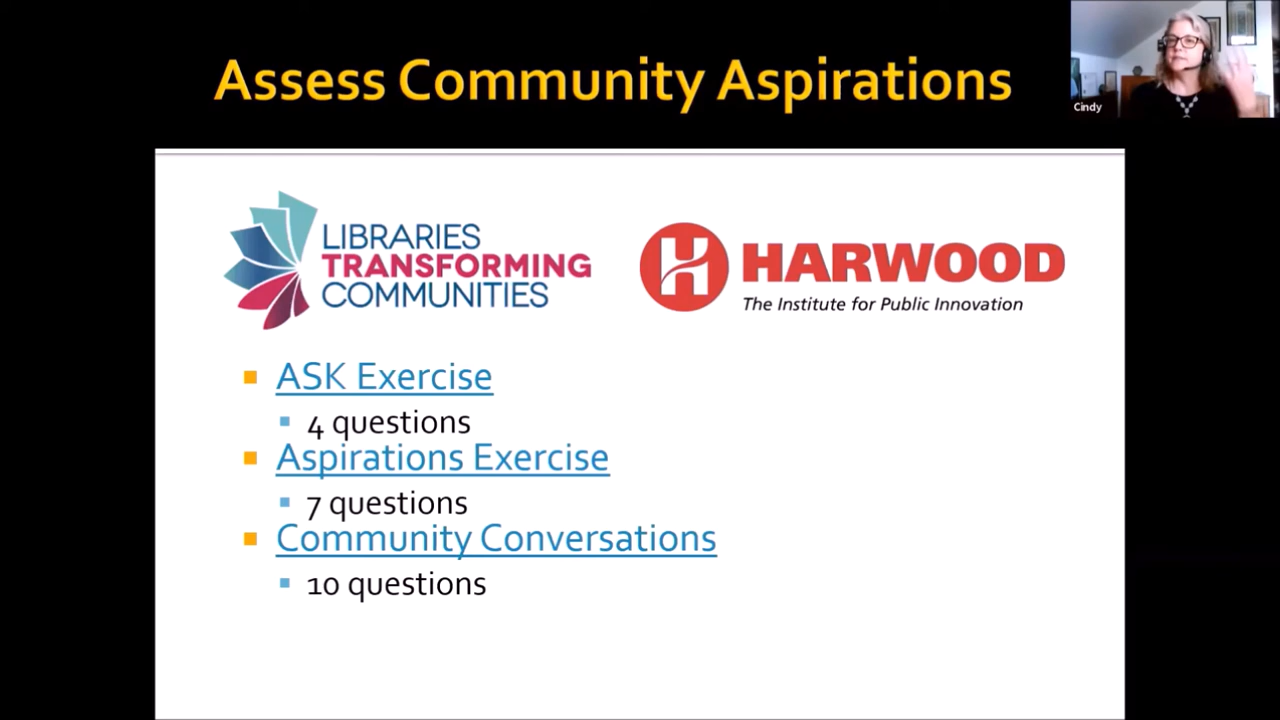 Assess Community Aspirations
Cindy
LIBRARIES
TRANSFORMING
COMMUNITIES
H HARWOOD
The Institute for Public Innovation
ASK Exercise
4 questions
Aspirations Exercise
7 questions
Community Conversations
10 questions